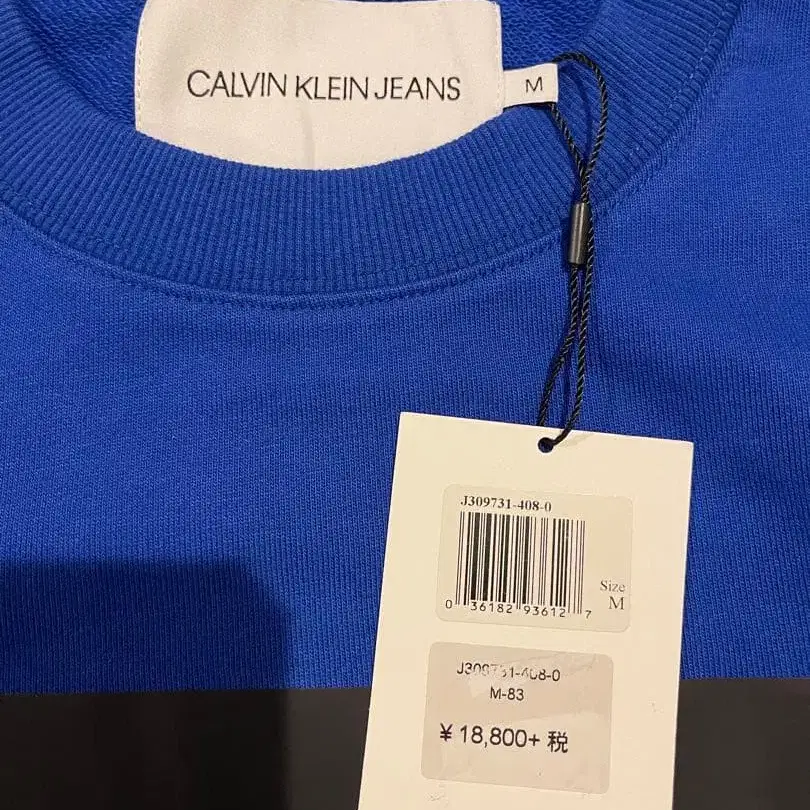 CALVIN KLEIN JEANS
M
J309731-408-0
Size
M
0 36182 93612 7
J309731-408-0
M-83
¥ 18,800+ 税